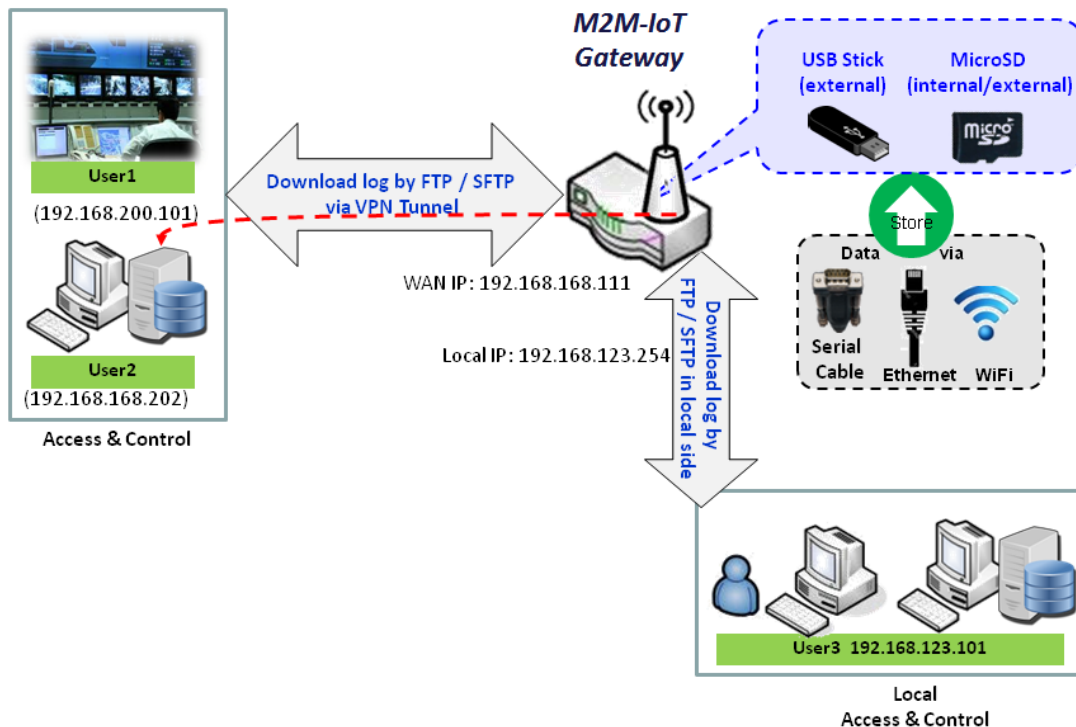 M2M-IoT
Gateway
USB Stick
(external)
MicroSD
(internal/external)
Micro
SD
User1
(192.168.200.101)
Download log by FTP / SFTP
via VPN Tunnel
Store
Data via
Serial
Cable
Ethernet
WiFi
WAN IP: 192.168.168.111
Local IP: 192.168.123.254
Download log by
FTP / SFTP in local side
User2
(192.168.168.202)
Access & Control
User3 192.168.123.101
Local
Access & Control